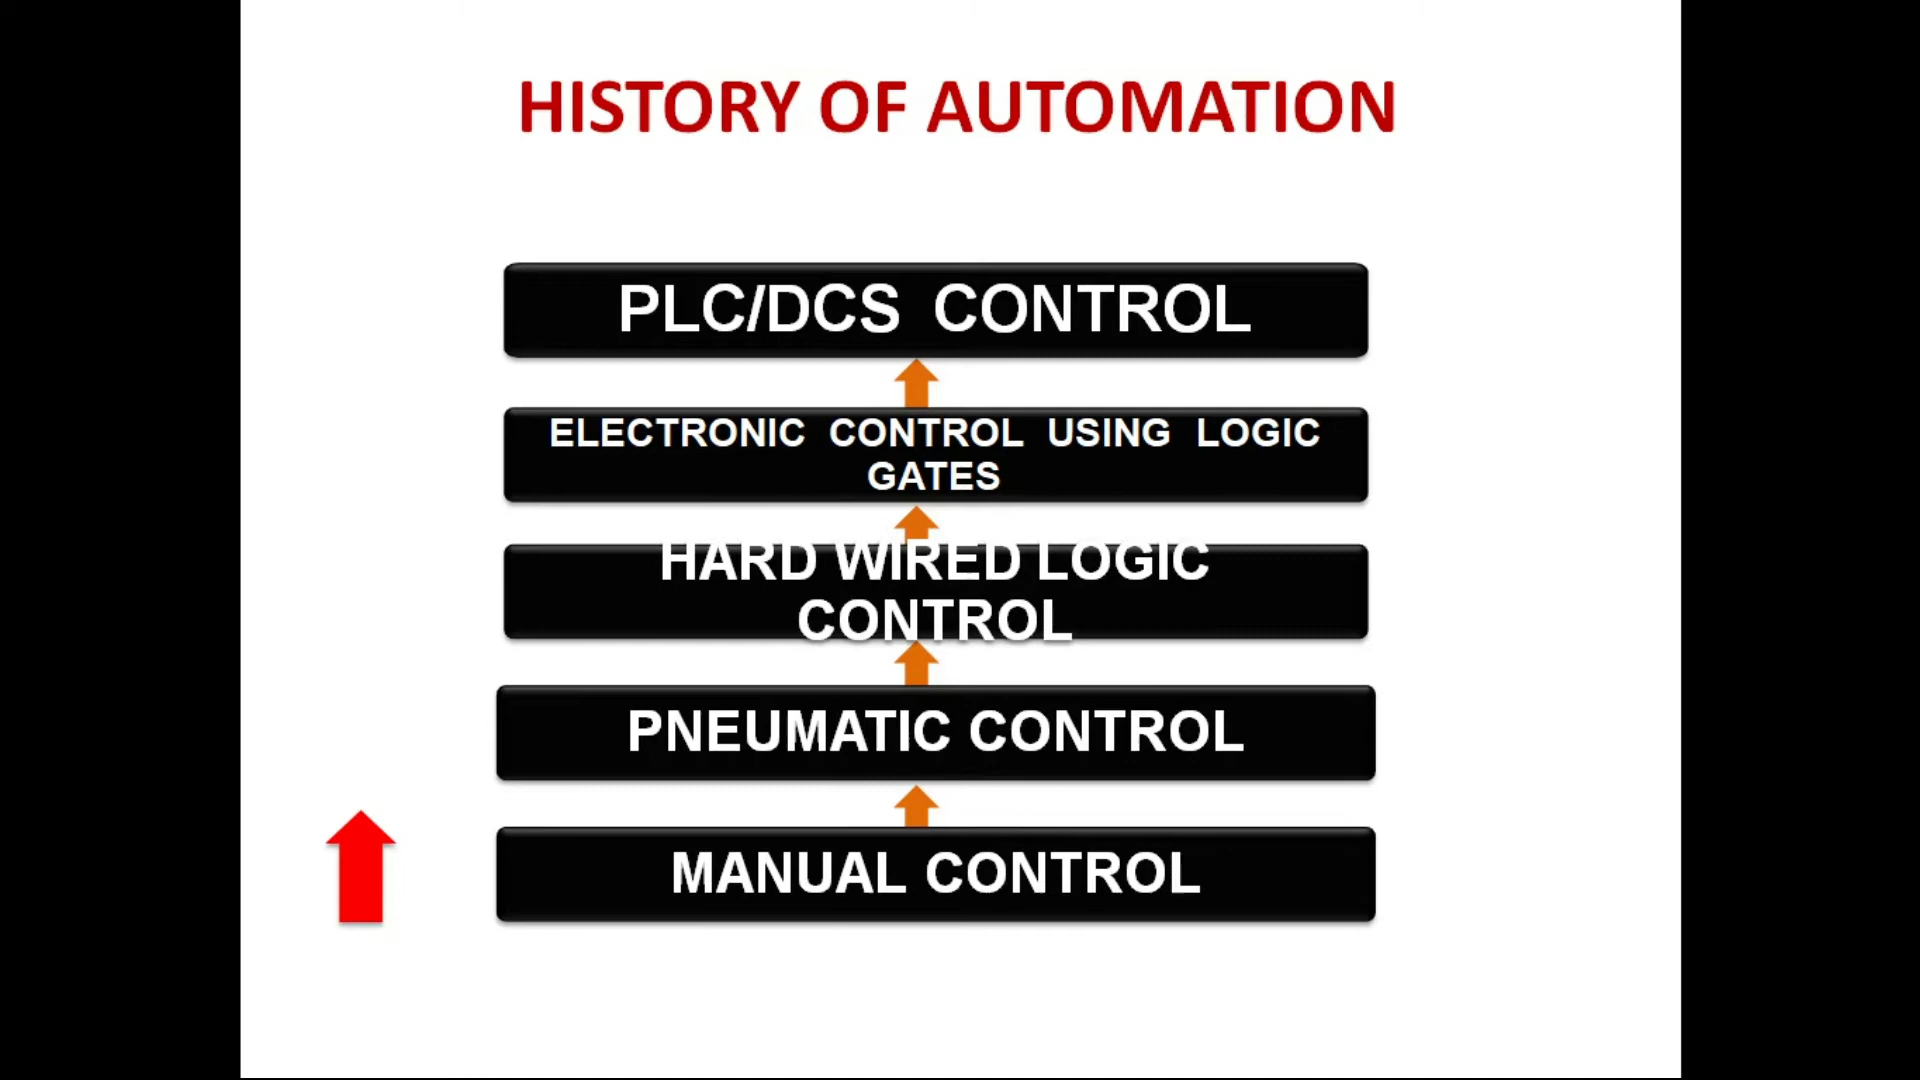 HISTORY OF AUTOMATION
PLC/DCS CONTROL
ELECTRONIC CONTROL USING LOGIC
GATES
HARD WIRED LOGIC
CONTROL
PNEUMATIC CONTROL
MANUAL CONTROL